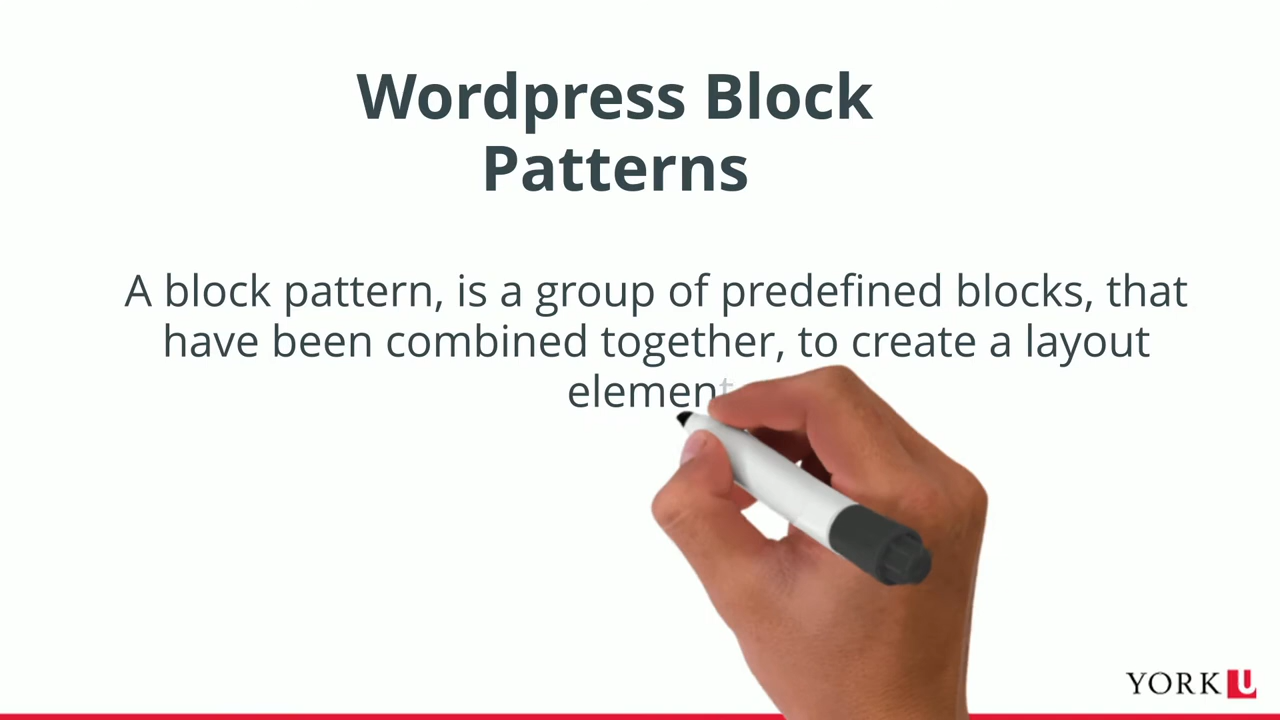 Wordpress Block
Patterns
A block pattern, is a group of predefined blocks, that
have been combined together, to create a layout
element
YORK U